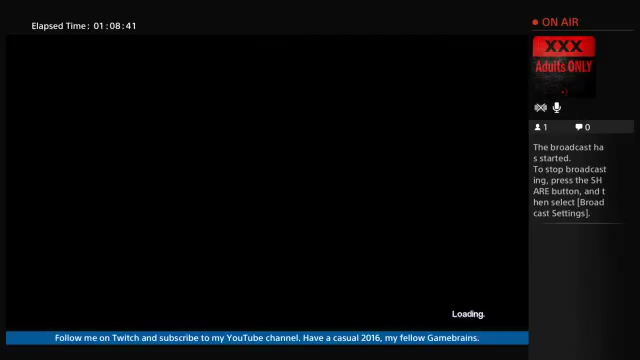 Elapsed Time: 01:08:41
ON AIR
XXX
Adults ONLY
1
0
The broadcast ha
s started.
To stop broadcast
ing, press the SH
ARE button, and t
hen select [Broad
cast Settings].
Loading.
Follow me on Twitch and subscribe to my YouTube channel. Have a casual 2016, my fellow Gamebrains.